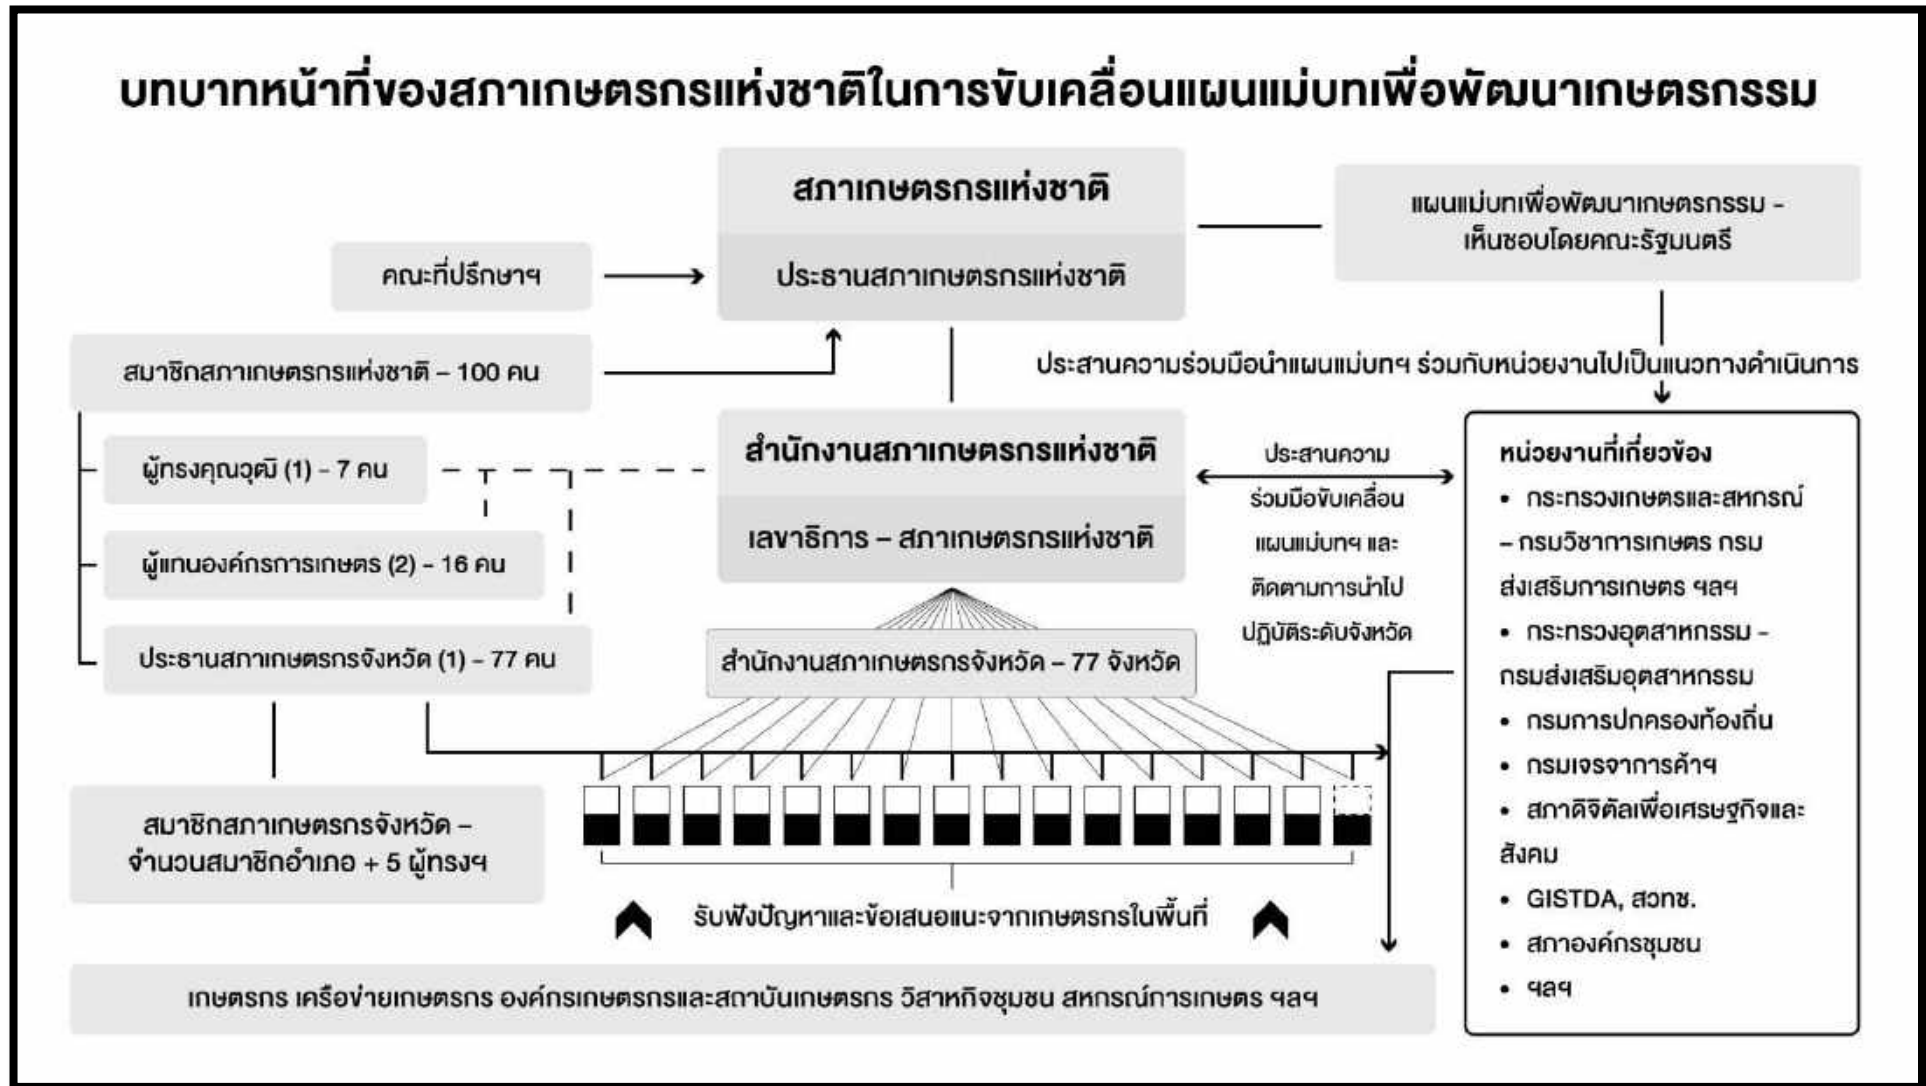 บทบาทหน้าที่ของสภาเกษตรกรแห่งชาติในการขับเคลื่อนแผนแม่บทเพื่อพัฒนาเกษตรกรรม
สภาเกษตรกรแห่งชาติ
ประธานสภาเกษตรกรแห่งชาติ
แผนแม่บทเพื่อพัฒนาเกษตรกรรม –
เห็นชอบโดยคณะรัฐมนตรี
คณะที่ปรึกษาฯ
สมาชิกสภาเกษตรกรแห่งชาติ – 100 คน
ประสานความร่วมมือนำแผนแม่บทฯ ร่วมกับหน่วยงานไปเป็นแนวทางดำเนินการ
ผู้ทรงคุณวุฒิ (1) – 7 คน
ผู้แทนองค์กรการเกษตร (2) – 16 คน
ประธานสภาเกษตรกรจังหวัด (1) – 77 คน
สำนักงานสภาเกษตรกรแห่งชาติ
เลขาธิการ – สภาเกษตรกรแห่งชาติ
สำนักงานสภาเกษตรกรจังหวัด – 77 จังหวัด
ประสานความ
ร่วมมือขับเคลื่อน
แผนแม่บทฯ และ
ติดตามการนำไป
ปฏิบัติระดับจังหวัด
หน่วยงานที่เกี่ยวข้อง
• กระทรวงเกษตรและสหกรณ์
– กรมวิชาการเกษตร กรม
ส่งเสริมการเกษตร ฯลฯ
• กระทรวงอุตสาหกรรม –
กรมส่งเสริมอุตสาหกรรม
• กรมการปกครองท้องถิ่น
• กรมเจรจาการค้าฯ
• สภาดิจิตัลเพื่อเศรษฐกิจและ
สังคม
• GISTDA, สวทช.
• สภาองค์กรชุมชน
• ฯลฯ
สมาชิกสภาเกษตรกรจังหวัด –
จำนวนสมาชิกอำเภอ + 5 ผู้ทรงฯ
รับฟังปัญหาและข้อเสนอแนะจากเกษตรกรในพื้นที่
เกษตรกร เครือข่ายเกษตรกร องค์กรเกษตรกรและสถาบันเกษตรกร วิสาหกิจชุมชน สหกรณ์การเกษตร ฯลฯ